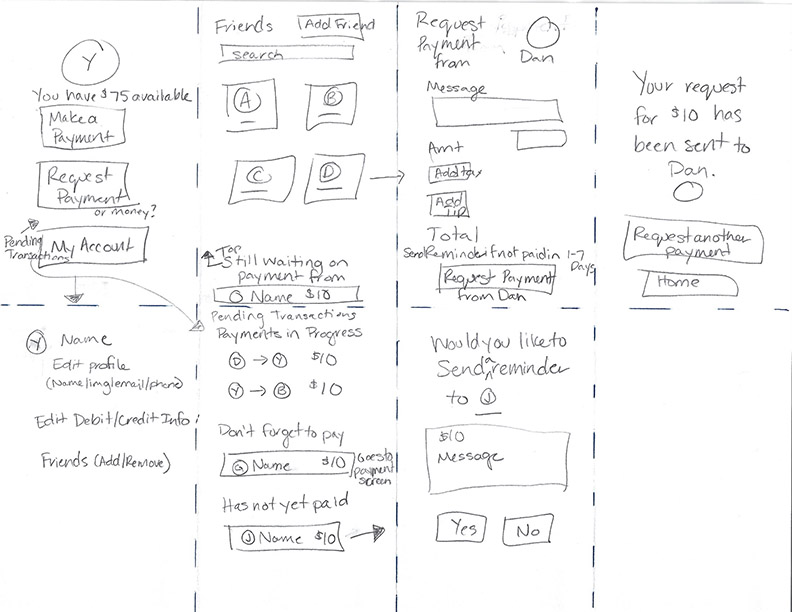 Y
You have $75 available
Make a
Payment
Request
Payment
or money?
Pending
Transactions
My Account
Friends
Add Friend
search
A
B
C
D
Top
Still waiting on
payment from
Name $10
Request
Payment
from
Dan
Message
Amt
Add tax
Add
TIP
Total
Send Reminder if not paid in 1-7
Days
Request Payment
from Dan
Your request
for $10 has
been sent to
Dan.
Request another
payment
Home
Y Name
Edit profile
(Name/img/email/phone)
Edit Debit/Credit Info
Friends (Add/Remove)
Pending Transactions
Payments in Progress
D → Y $10
Y → B $10
Don't forget to pay
G Name $10
Goes to
payment
screen
Has not yet paid
J Name $10
Would you like to
Send ^a reminder
to J
$10
Message
Yes
No